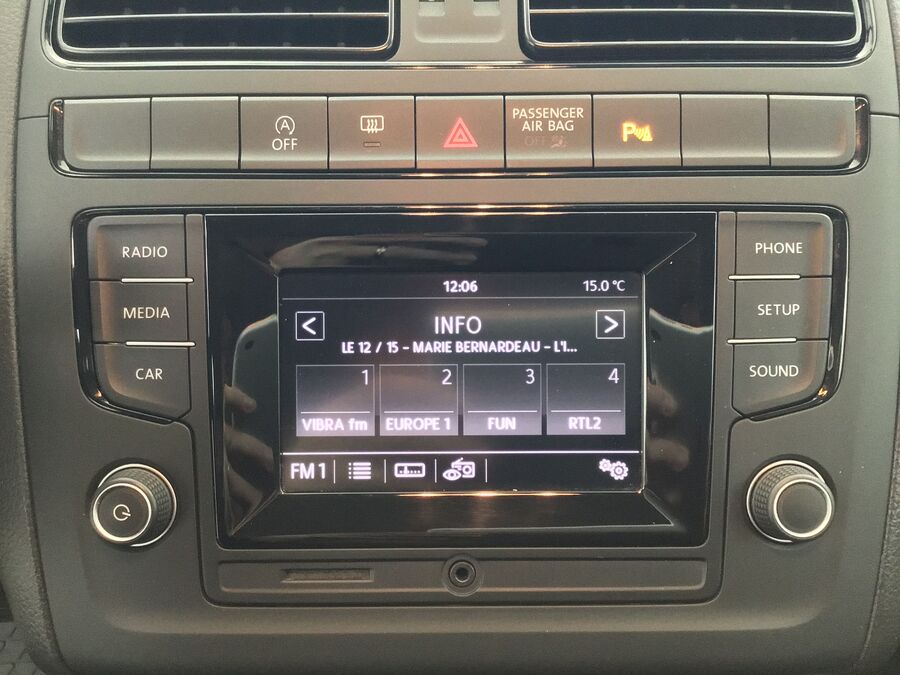 OFF
PASSENGER
AIR BAG
OFF
P
RADIO
MEDIA
CAR
PHONE
SETUP
SOUND
12:06 15.0 °C
< INFO >
LE 12 / 15 - MARIE BERNARDEAU - L'I...
1 2 3 4
VIBRA fm EUROPE 1 FUN RTL2
FM1